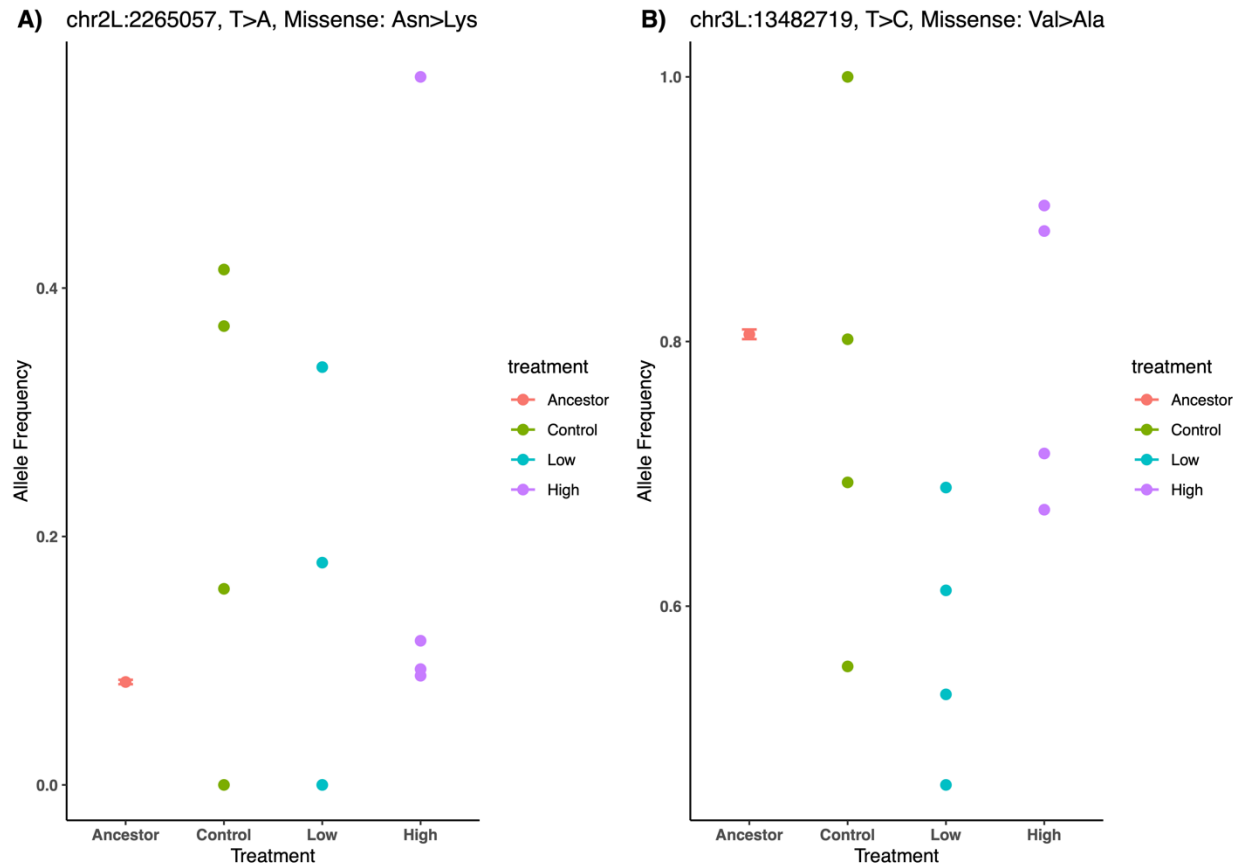 A) chr2L:2265057, T>A, Missense: Asn>Lys
Allele Frequency
0.4
0.2
0.0
Ancestor Control Low High
Treatment
treatment
Ancestor
Control
Low
High
B) chr3L:13482719, T>C, Missense: Val>Ala
Allele Frequency
1.0
0.8
0.6
Ancestor Control Low High
Treatment
treatment
Ancestor
Control
Low
High